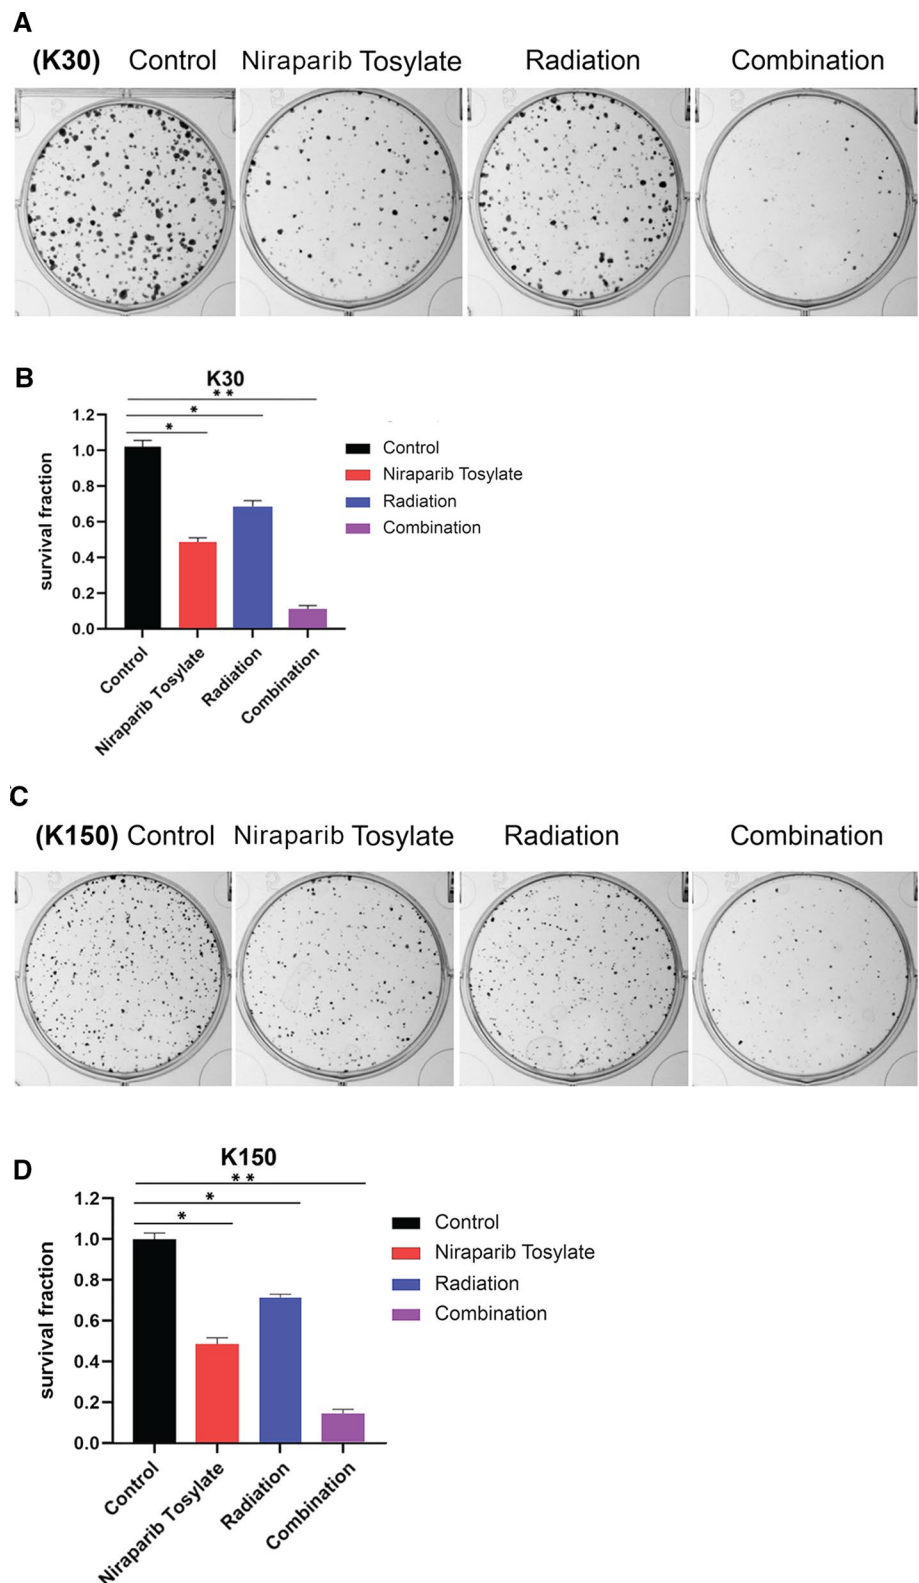 A
(K30) Control Niraparib Tosylate Radiation Combination
B
K30
**
*
*
survival fraction
1.2
1.0
0.8
0.6
0.4
0.2
0.0
Control
Niraparib Tosylate
Radiation
Combination
Control
Niraparib Tosylate
Radiation
Combination
C
(K150) Control Niraparib Tosylate Radiation Combination
D
K150
**
*
*
survival fraction
1.2
1.0
0.8
0.6
0.4
0.2
0.0
Control
Niraparib Tosylate
Radiation
Combination
Control
Niraparib Tosylate
Radiation
Combination